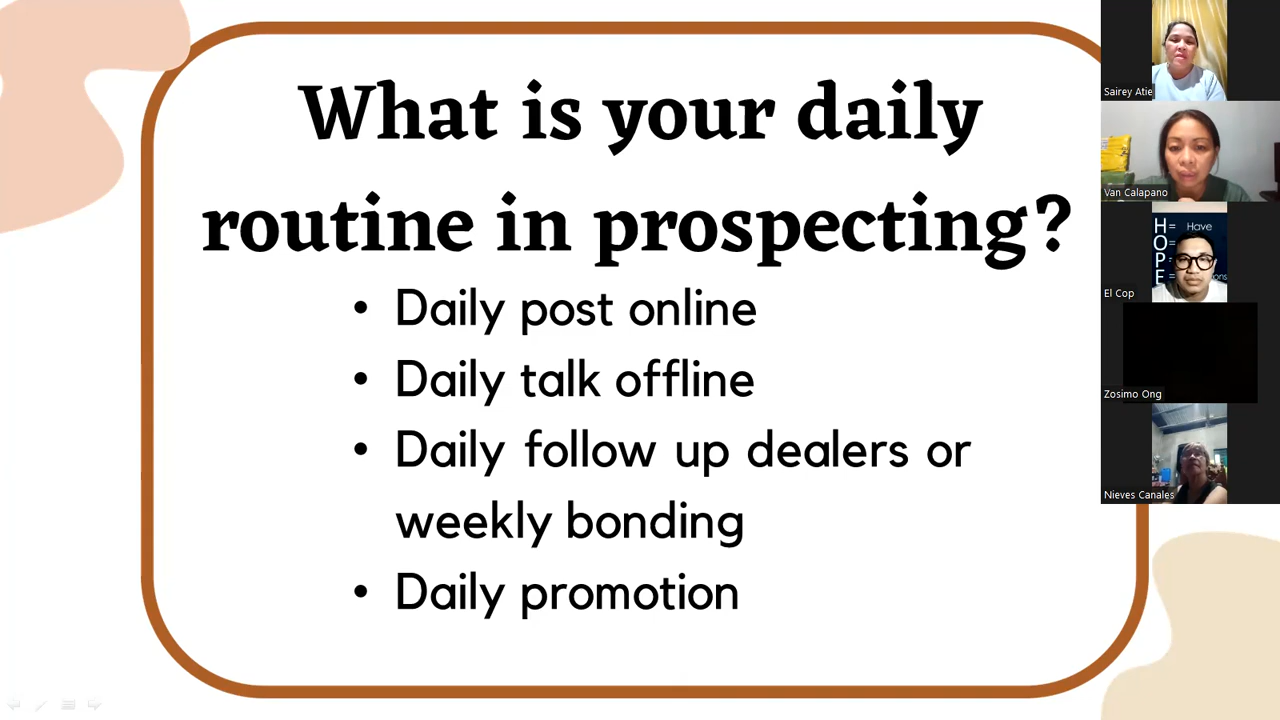 What is your daily
routine in prospecting?
• Daily post online
• Daily talk offline
• Daily follow up dealers or
weekly bonding
• Daily promotion
Sairey Atie
Van Calapano
H = Have
O =
P =
E =
El Cop
Zosimo Ong
Nieves Canales